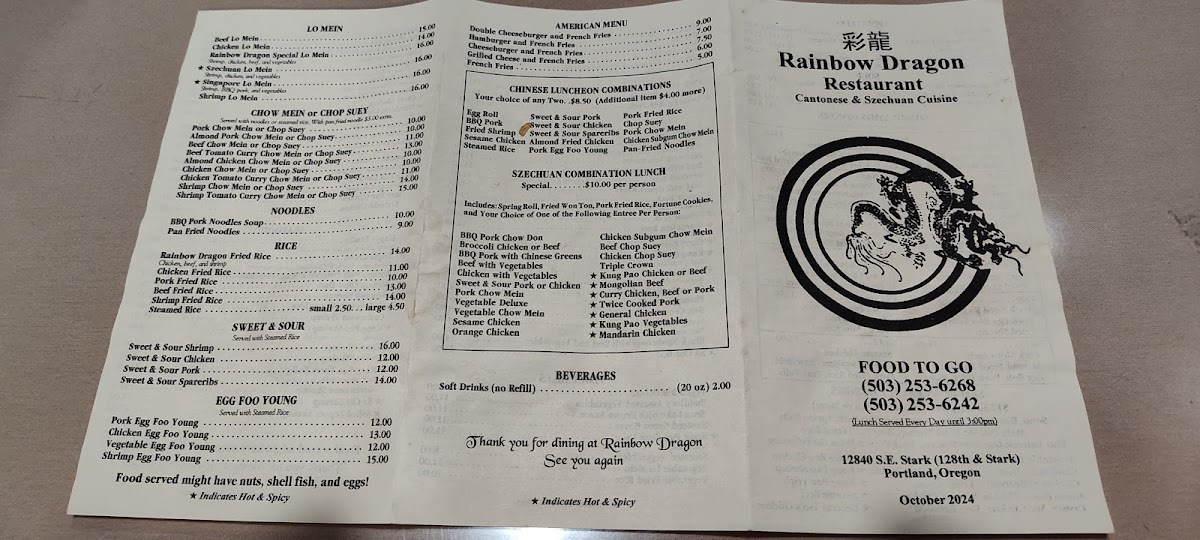 LO MEIN
Beef Lo Mein 15.00
Chicken Lo Mein 14.00
Rainbow Dragon Special Lo Mein 16.00
Shrimp, chicken, beef, and vegetables
★ Szechuan Lo Mein 16.00
Shrimp, chicken, and vegetables
★ Singapore Lo Mein 16.00
Shrimp, BBQ pork, and vegetables
Shrimp Lo Mein 16.00
CHOW MEIN or CHOP SUEY
Served with noodles or steamed rice. With pan fried noodle $3.00 extra.
Pork Chow Mein or Chop Suey 10.00
Almond Pork Chow Mein or Chop Suey 10.00
Beef Chow Mein or Chop Suey 11.00
Beef Tomato Curry Chow Mein or Chop Suey 13.00
Almond Chicken Chow Mein or Chop Suey 10.00
Chicken Chow Mein or Chop Suey 10.00
Chicken Tomato Curry Chow Mein or Chop Suey 11.00
Shrimp Chow Mein or Chop Suey 14.00
Shrimp Tomato Curry Chow Mein or Chop Suey 15.00
NOODLES
BBQ Pork Noodles Soup 10.00
Pan Fried Noodles 9.00
RICE
Rainbow Dragon Fried Rice 14.00
Chicken, beef, and shrimp
Chicken Fried Rice 11.00
Pork Fried Rice 10.00
Beef Fried Rice 13.00
Shrimp Fried Rice 14.00
Steamed Rice small 2.50...large 4.50
SWEET & SOUR
Served with Steamed Rice
Sweet & Sour Shrimp 16.00
Sweet & Sour Chicken 12.00
Sweet & Sour Pork 12.00
Sweet & Sour Spareribs 14.00
EGG FOO YOUNG
Served with Steamed Rice
Pork Egg Foo Young 12.00
Chicken Egg Foo Young 13.00
Vegetable Egg Foo Young 12.00
Shrimp Egg Foo Young 15.00
Food served might have nuts, shell fish, and eggs!
★ Indicates Hot & Spicy
AMERICAN MENU
Double Cheeseburger and French Fries 9.00
Hamburger and French Fries 7.00
Cheeseburger and French Fries 7.50
Grilled Cheese and French Fries 6.00
French Fries 5.00
CHINESE LUNCHEON COMBINATIONS
Your choice of any Two..$8.50 (Additional item $4.00 more)
Egg Roll Sweet & Sour Pork Pork Fried Rice
BBQ Pork Sweet & Sour Chicken Chop Suey
Fried Shrimp Sweet & Sour Spareribs Pork Chow Mein
Sesame Chicken Almond Fried Chicken Chicken Subgum Chow Mein
Steamed Rice Pork Egg Foo Young Pan-Fried Noodles
SZECHUAN COMBINATION LUNCH
Special.......$10.00 per person
Includes: Spring Roll, Fried Won Ton, Pork Fried Rice, Fortune Cookies,
and Your Choice of One of the Following Entree Per Person:
BBQ Pork Chow Don Chicken Subgum Chow Mein
Broccoli Chicken or Beef Beef Chop Suey
BBQ Pork with Chinese Greens Chicken Chop Suey
Beef with Vegetables Triple Crown
Chicken with Vegetables ★ Kung Pao Chicken or Beef
Sweet & Sour Pork or Chicken ★ Mongolian Beef
Pork Chow Mein ★ Curry Chicken, Beef or Pork
Vegetable Deluxe ★ Twice Cooked Pork
Vegetable Chow Mein ★ General Chicken
Sesame Chicken ★ Kung Pao Vegetables
Orange Chicken ★ Mandarin Chicken
BEVERAGES
Soft Drinks (no Refill) (20 oz) 2.00
Thank you for dining at Rainbow Dragon
See you again
★ Indicates Hot & Spicy
彩龍
Rainbow Dragon
Restaurant
Cantonese & Szechuan Cuisine
FOOD TO GO
(503) 253-6268
(503) 253-6242
(Lunch Served Every Day until 3:00pm)
12840 S.E. Stark (128th & Stark)
Portland, Oregon
October 2024